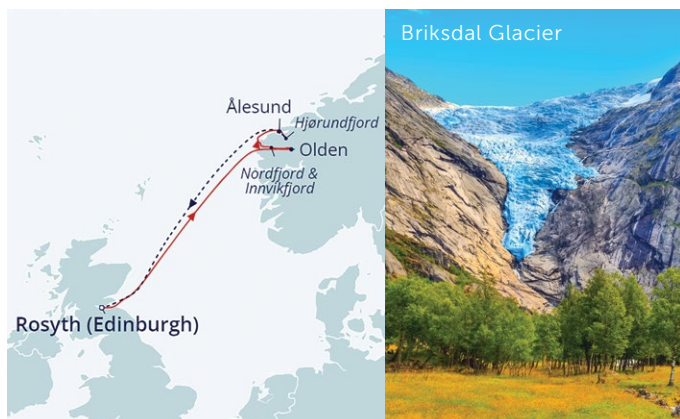 Briksdal Glacier
Ålesund
Hjørundfjord
Olden
Nordfjord &
Innvikfjord
Rosyth (Edinburgh)